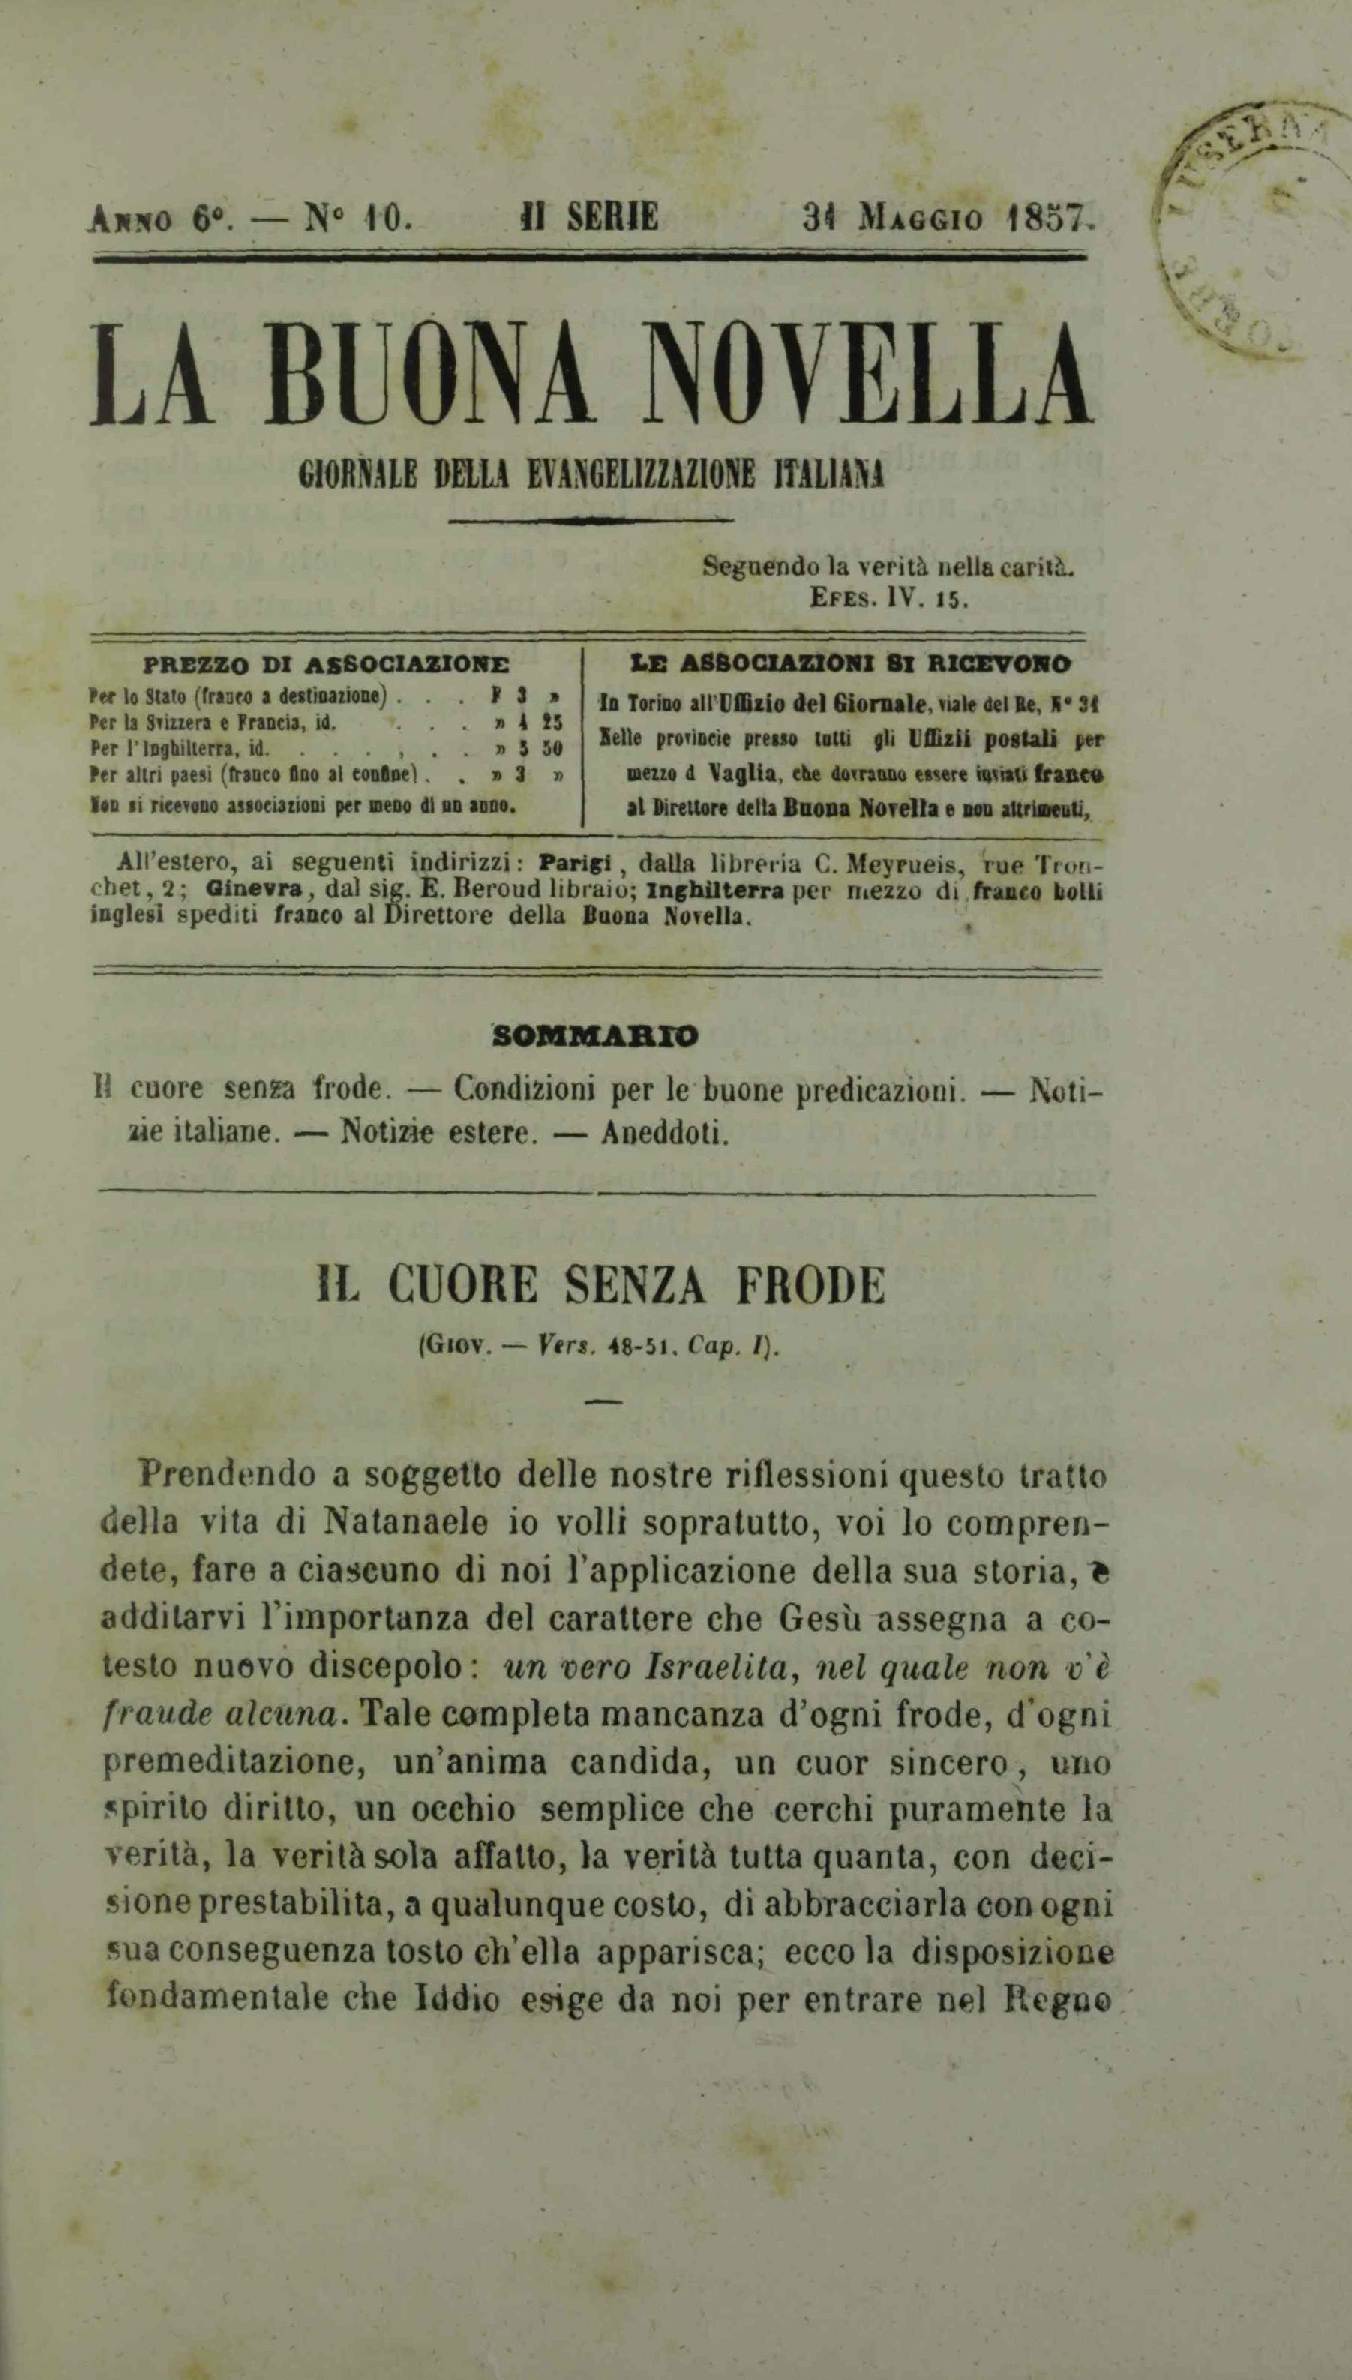 Anno 6º. — Nº 10. II SERIE 31 Maggio 1857.
LA BUONA NOVELLA
GIORNALE DELLA EVANGELIZZAZIONE ITALIANA
Seguendo la verità nella carità.
Efes. IV. 15.
PREZZO DI ASSOCIAZIONE
Per lo Stato (franco a destinazione) . . . F 3 »
Per la Svizzera e Francia, id. . . . » 4 25
Per l'Inghilterra, id. . . . . , . . » 5 50
Per altri paesi (franco fino al confine) . . » 3 »
Non si ricevono associazioni per meno di un anno.
LE ASSOCIAZIONI SI RICEVONO
In Torino all'Uffizio del Giornale, viale del Re, Nº 31
Nelle provincie presso tutti gli Uffizii postali per
mezzo d Vaglia, che dovranno essere inviati franco
al Direttore della Buona Novella e non altrimenti,
All'estero, ai seguenti indirizzi: Parigi, dalla libreria C. Meyrueis, rue Tron-
chet, 2; Ginevra, dal sig. E. Beroud libraio; Inghilterra per mezzo di franco bolli
inglesi spediti franco al Direttore della Buona Novella.
SOMMARIO
Il cuore senza frode. — Condizioni per le buone predicazioni. — Noti-
zie italiane. — Notizie estere. — Aneddoti.
IL CUORE SENZA FRODE
(Giov. — Vers. 48-51. Cap. I).
Prendendo a soggetto delle nostre riflessioni questo tratto
della vita di Natanaele io volli sopratutto, voi lo compren-
dete, fare a ciascuno di noi l'applicazione della sua storia, e
additarvi l'importanza del carattere che Gesù assegna a co-
testo nuovo discepolo: un vero Israelita, nel quale non v'è
fraude alcuna. Tale completa mancanza d'ogni frode, d'ogni
premeditazione, un'anima candida, un cuor sincero, uno
spirito diritto, un occhio semplice che cerchi puramente la
verità, la verità sola affatto, la verità tutta quanta, con deci-
sione prestabilita, a qualunque costo, di abbracciarla con ogni
sua conseguenza tosto ch'ella apparisca; ecco la disposizione
fondamentale che Iddio esige da noi per entrare nel Regno